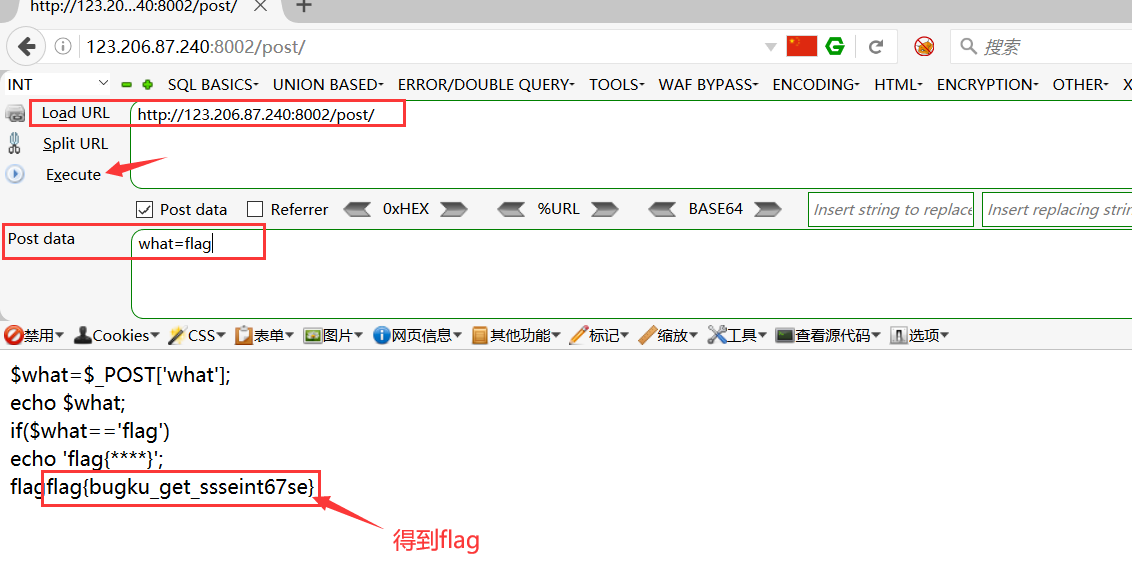 http://123.20...40:8002/post/
123.206.87.240:8002/post/
搜索
INT SQL BASICS UNION BASED ERROR/DOUBLE QUERY TOOLS WAF BYPASS ENCODING HTML ENCRYPTION OTHER X
Load URL http://123.206.87.240:8002/post/
Split URL
Execute
Post data Referrer 0xHEX %URL BASE64 Insert string to replace Insert replacing strin
Post data what=flag
禁用 Cookies CSS 表单 图片 网页信息 其他功能 标记 缩放 工具 查看源代码 选项
$what=$_POST['what'];
echo $what;
if($what=='flag')
echo 'flag{****}';
flagflag{bugku_get_ssseint67se}
得到flag